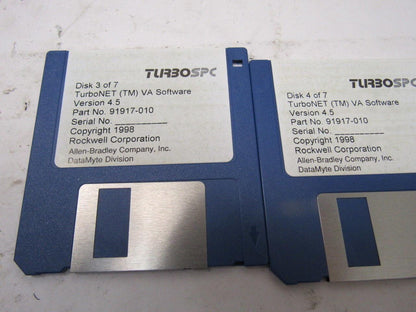 TURBOSPC
Disk 3 of 7
TurboNET (TM) VA Software
Version 4.5
Part No. 91917-010
Serial No. ___________
Copyright 1998
Rockwell Corporation
Allen-Bradley Company, Inc.
DataMyte Division
TURBOSPC
Disk 4 of 7
TurboNET (TM) VA Software
Version 4.5
Part No. 91917-010
Serial No. ___________
Copyright 1998
Rockwell Corporation
Allen-Bradley Company, Inc.
DataMyte Division